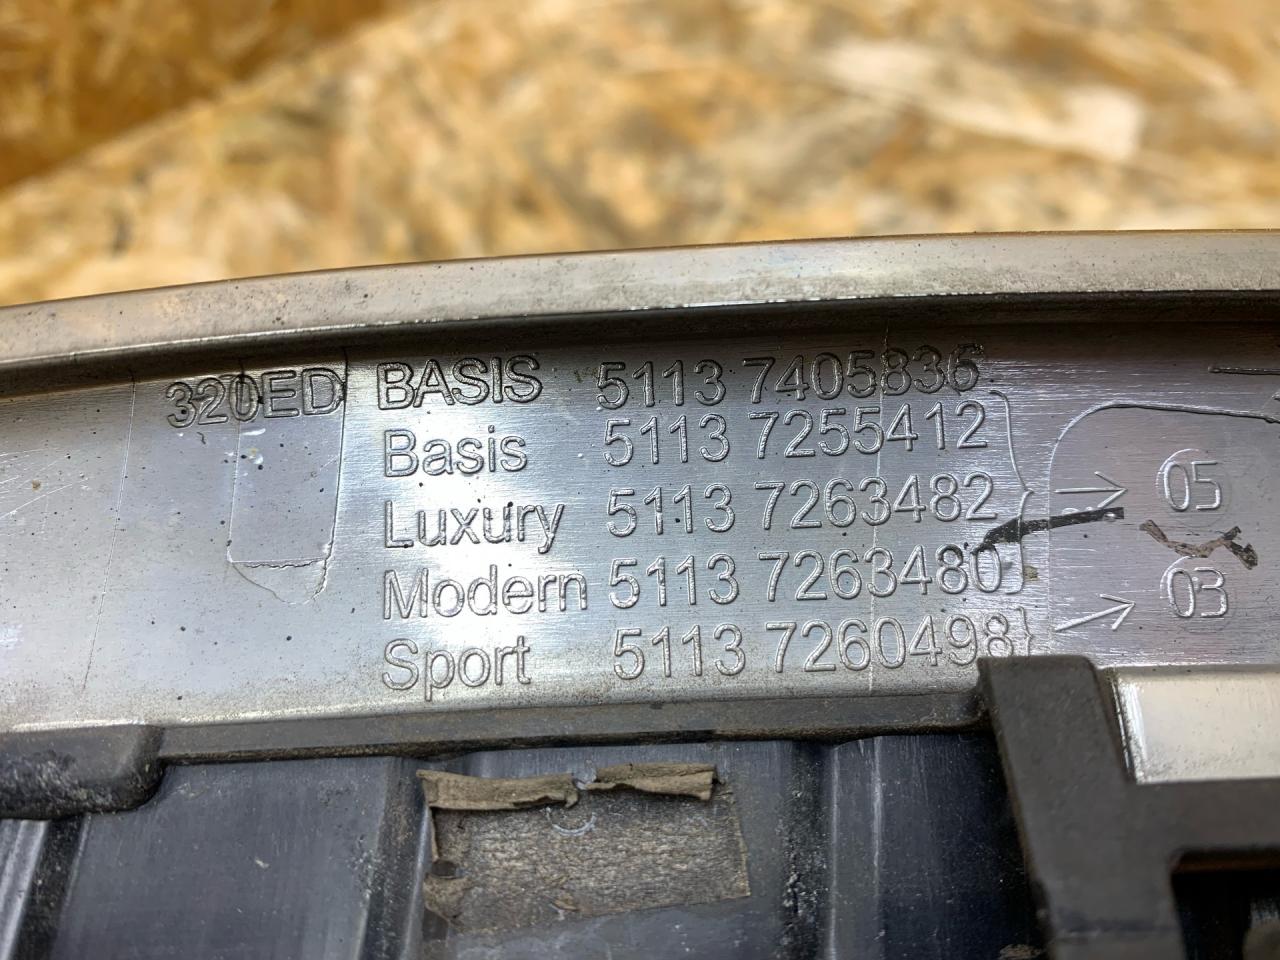 320ED BASIS 5113 7405836
Basis 5113 7255412
Luxury 5113 7263482 → 05
Modern 5113 7263480
Sport 5113 7260498 → 03